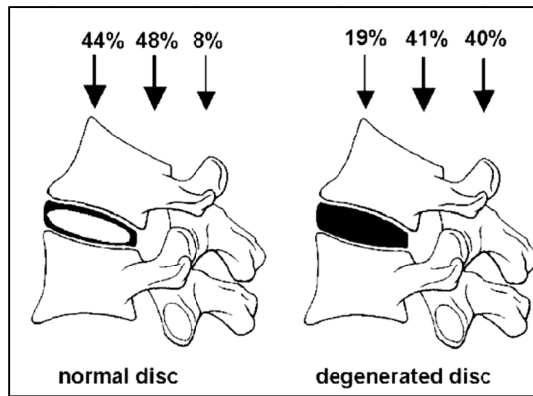 44% 48% 8% 19% 41% 40%
normal disc degenerated disc